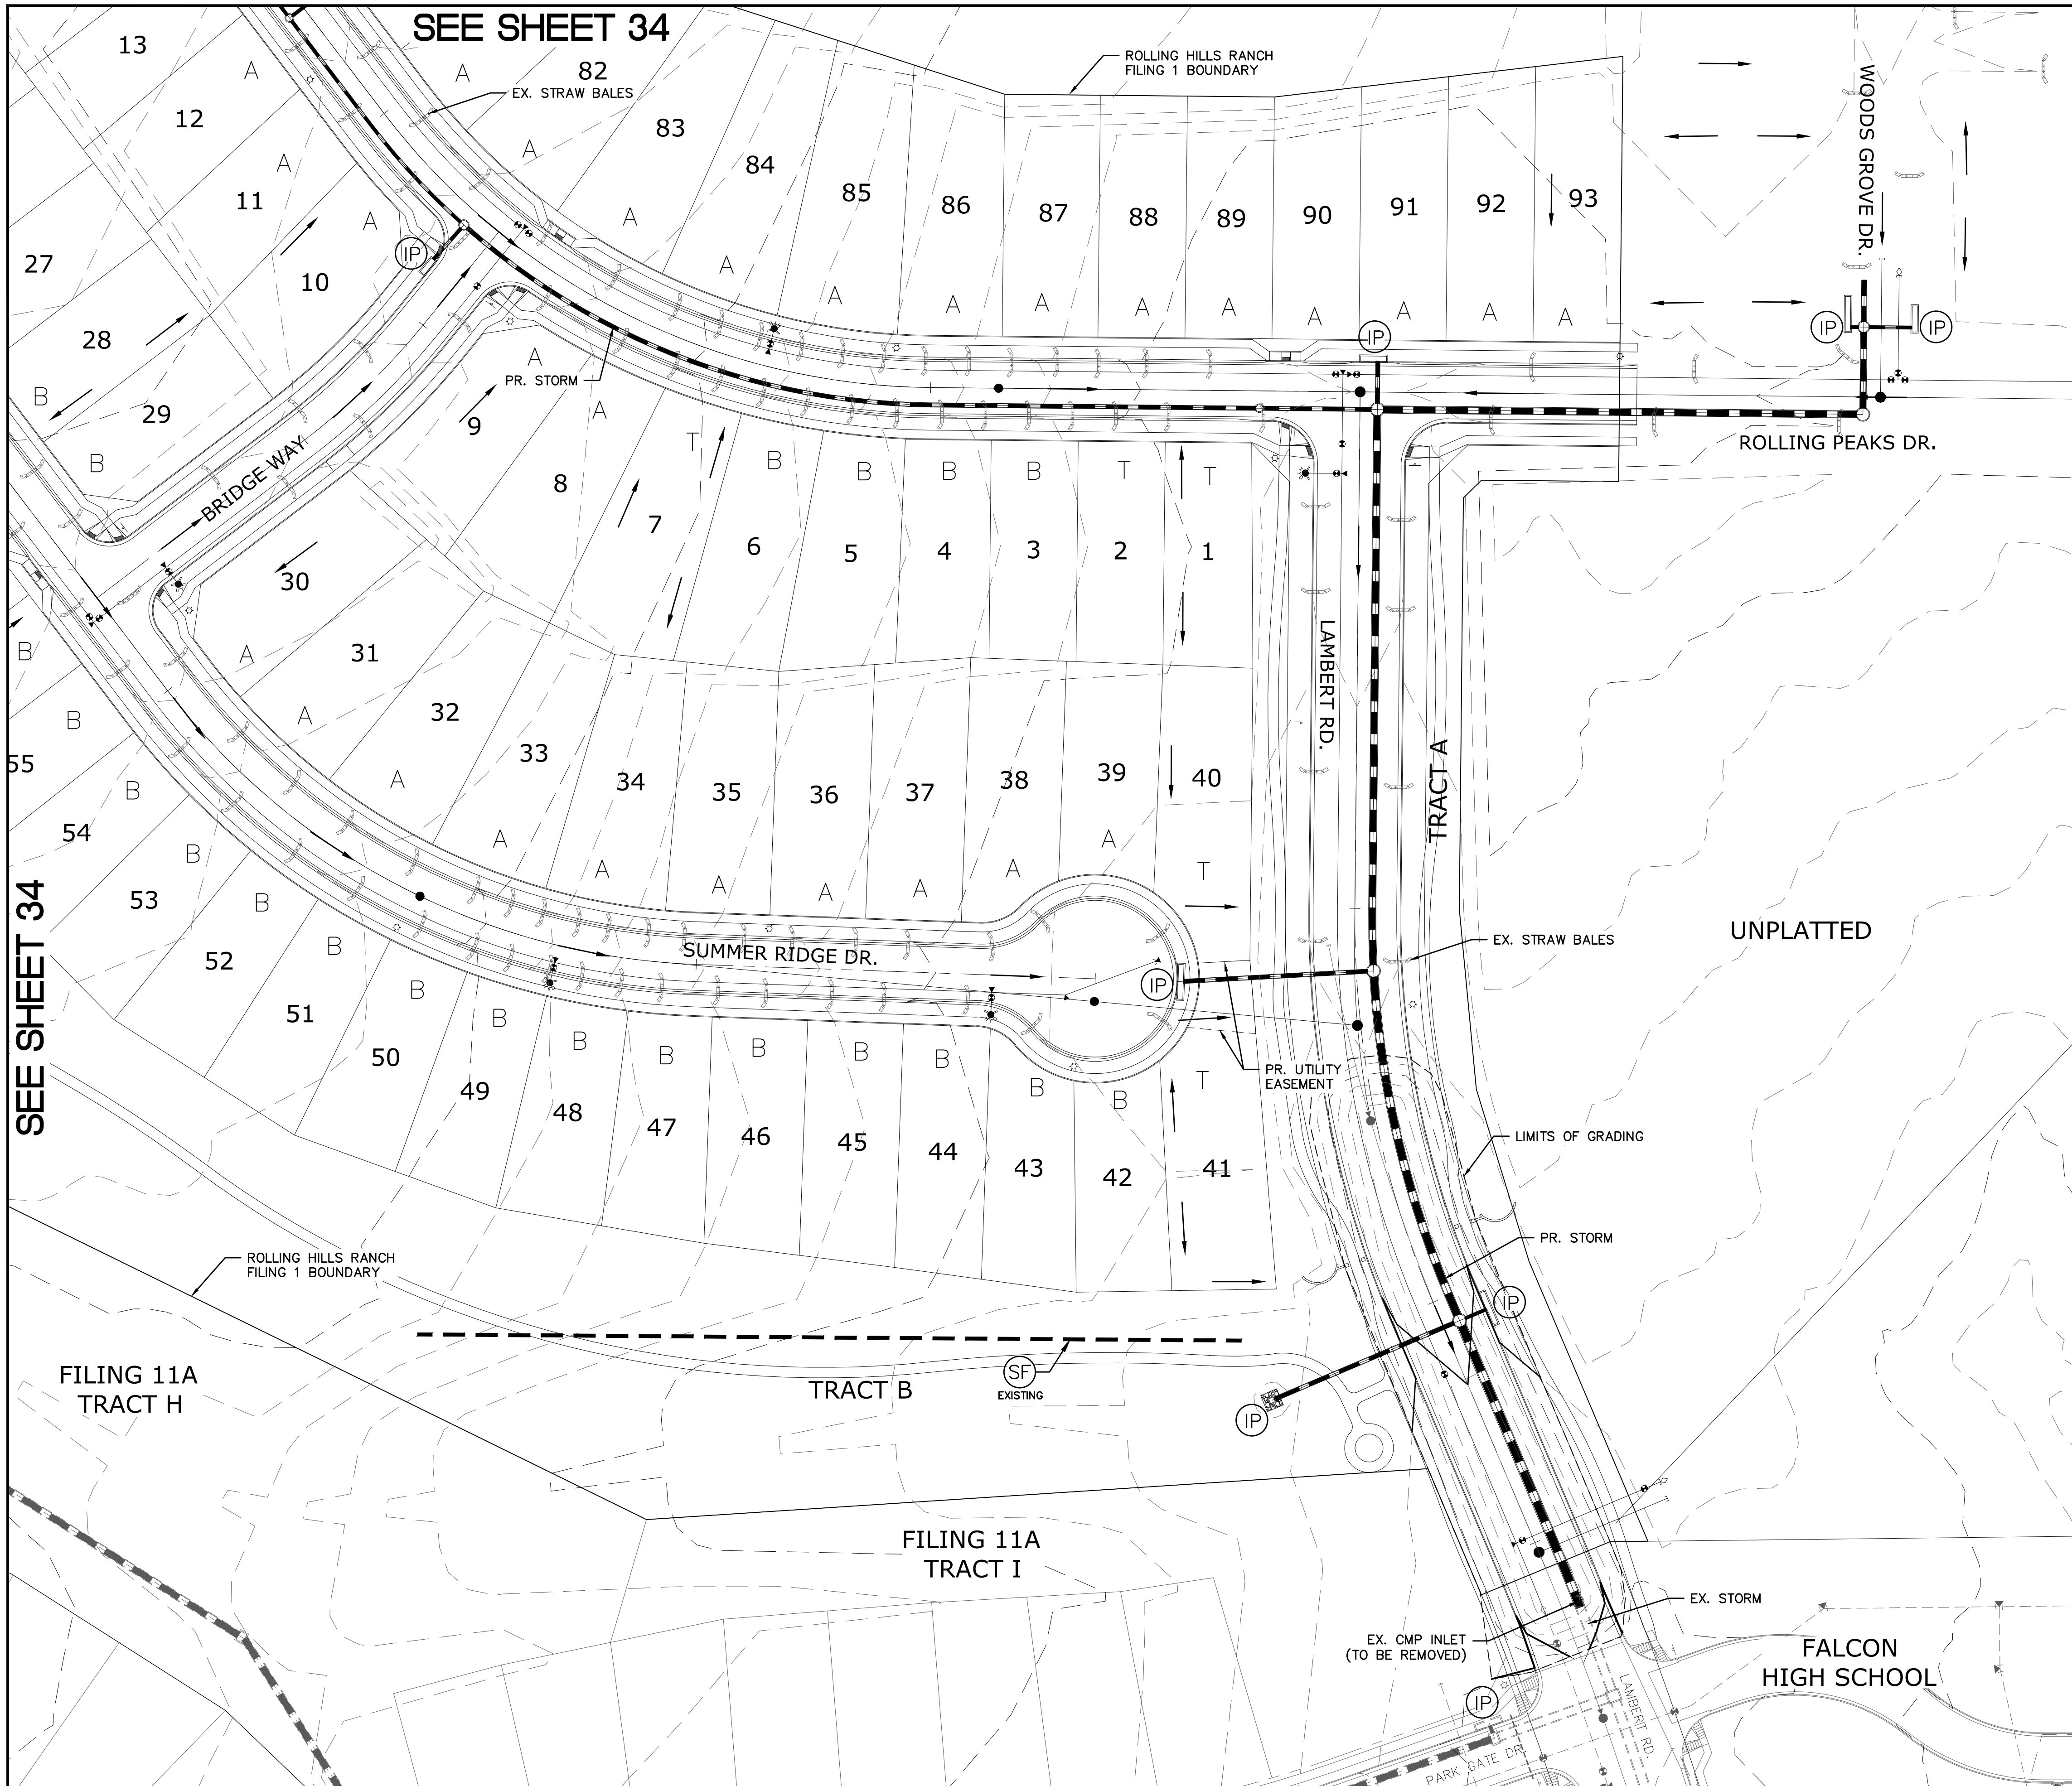 SEE SHEET 34
13
A
A
82
EX. STRAW BALES
ROLLING HILLS RANCH
FILING 1 BOUNDARY
WOODS GROVE DR.
12
A
83
A
84
85
86
87
88
89
90
91
92
93
11
A
A
27
IP
10
A
A
A
A
A
A
A
A
A
28
IP
IP
IP
B
29
PR. STORM
A
A
9
T
B
B
B
B
T
T
ROLLING PEAKS DR.
B
BRIDGE WAY
8
7
6
5
4
3
2
1
30
B
A
31
LAMBERT RD.
B
A
32
55
33
34
35
36
37
38
39
40
TRACT A
B
A
54
B
A
A
A
A
A
A
A
T
SEE SHEET 34
53
B
52
B
SUMMER RIDGE DR.
EX. STRAW BALES
UNPLATTED
IP
51
B
B
B
B
B
B
B
50
49
48
47
46
45
44
43
42
41
B
B
T
PR. UTILITY
EASEMENT
LIMITS OF GRADING
PR. STORM
ROLLING HILLS RANCH
FILING 1 BOUNDARY
IP
FILING 11A
TRACT H
SF
EXISTING
TRACT B
IP
FILING 11A
TRACT I
EX. STORM
EX. CMP INLET
(TO BE REMOVED)
FALCON
HIGH SCHOOL
IP
LAMBERT RD.
PARK GATE DR.